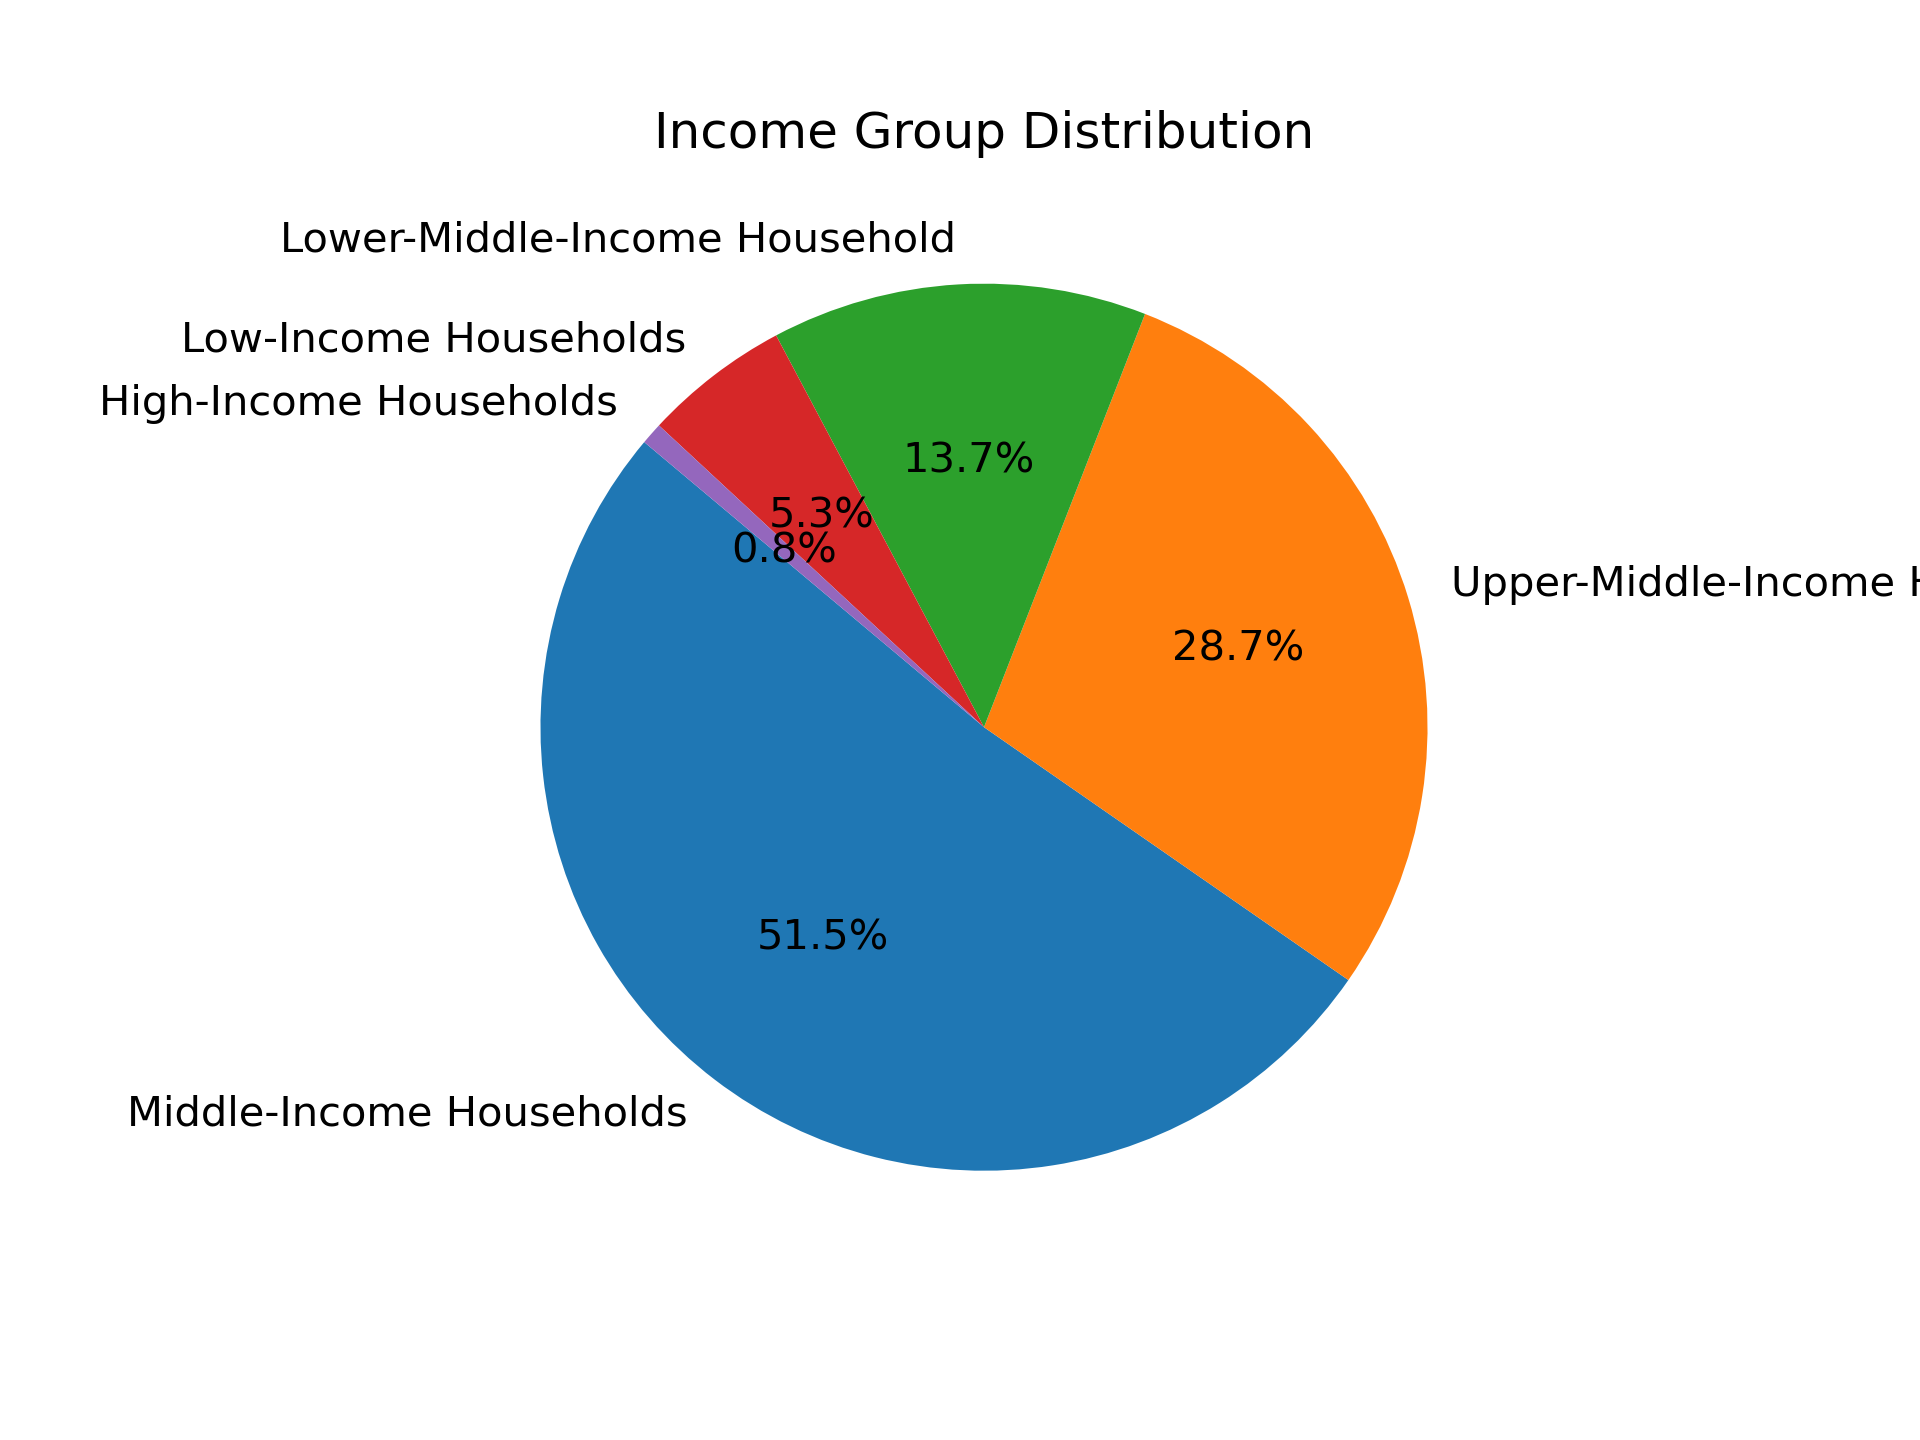 Income Group Distribution
Lower-Middle-Income Household
Low-Income Households
High-Income Households
13.7%
5.3%
0.8%
Upper-Middle-Income
28.7%
51.5%
Middle-Income Households